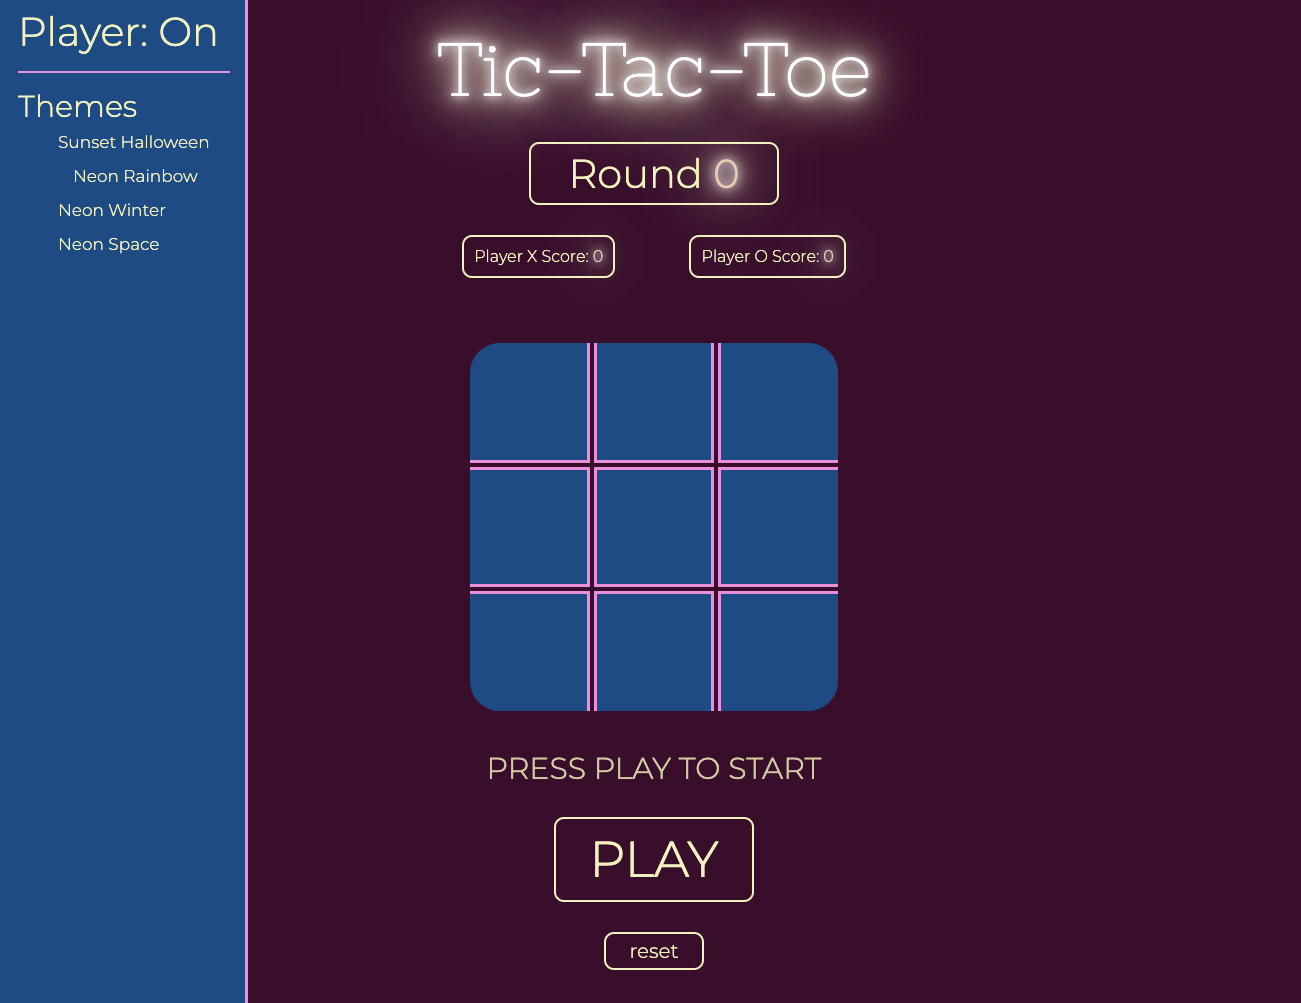 Player: On
Themes
Sunset Halloween
Neon Rainbow
Neon Winter
Neon Space
Tic-Tac-Toe
Round 0
Player X Score: 0
Player O Score: 0
PRESS PLAY TO START
PLAY
reset